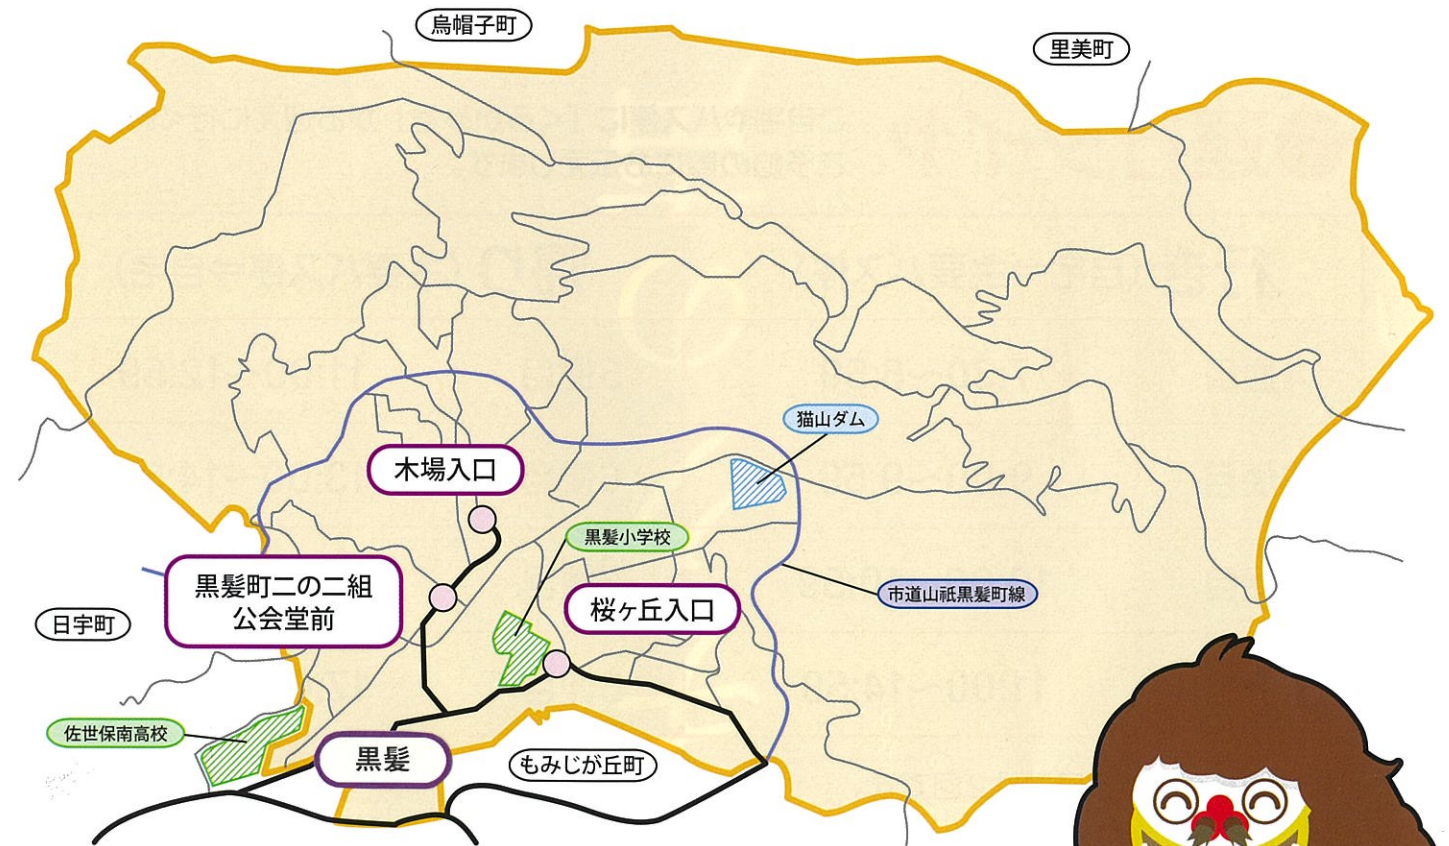 烏帽子町
里美町
猫山ダム
木場入口
黒髪小学校
黒髪町二の二組
公会堂前
桜ヶ丘入口
市道山祇黒髪町線
日宇町
佐世保南高校
黒髪
もみじが丘町